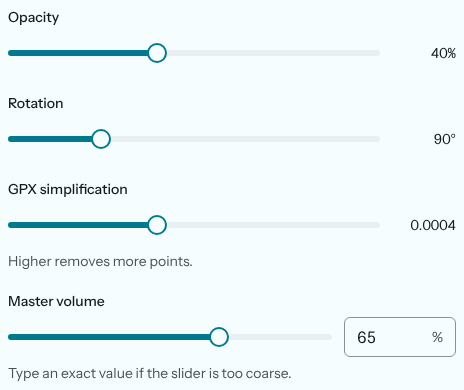 Opacity
40%
Rotation
90°
GPX simplification
0.0004
Higher removes more points.
Master volume
65 %
Type an exact value if the slider is too coarse.